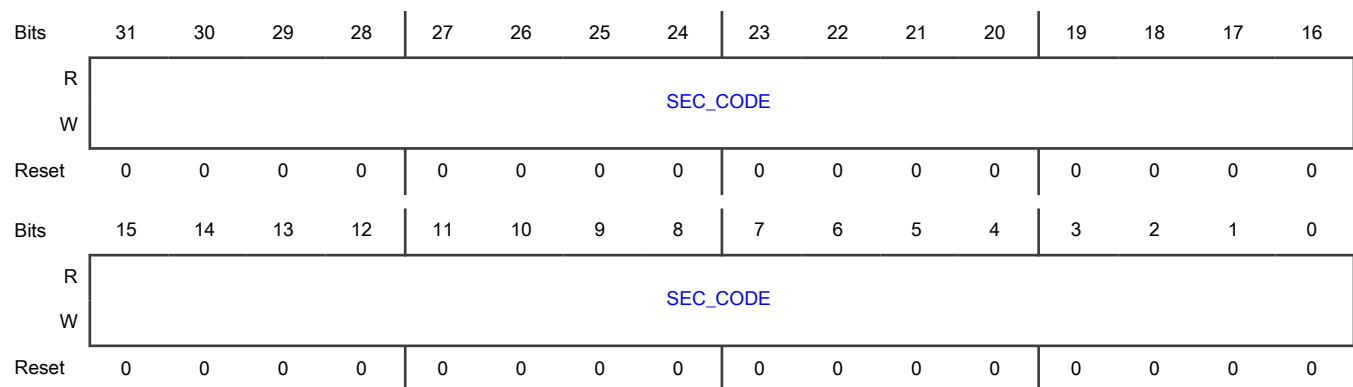 Bits 31 30 29 28 27 26 25 24 23 22 21 20 19 18 17 16
R
SEC_CODE
W
Reset 0 0 0 0 0 0 0 0 0 0 0 0 0 0 0 0
Bits 15 14 13 12 11 10 9 8 7 6 5 4 3 2 1 0
R
SEC_CODE
W
Reset 0 0 0 0 0 0 0 0 0 0 0 0 0 0 0 0